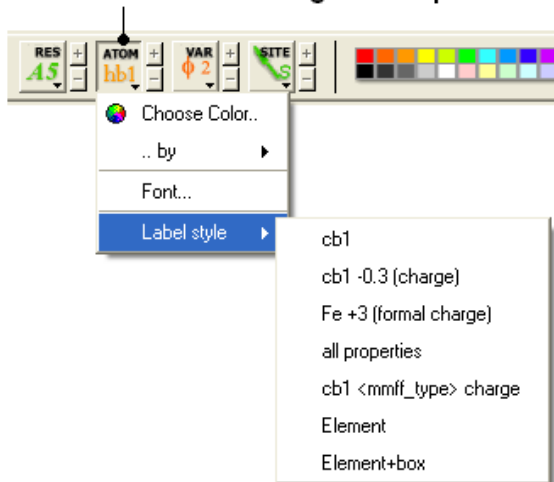 RES + ATOM + VAR + SITE +
A5 - hb1 - ϕ 2 - S -
Choose Color..
.. by
Font...
Label style
cb1
cb1 -0.3 (charge)
Fe +3 (formal charge)
all properties
cb1 <mmff_type> charge
Element
Element+box